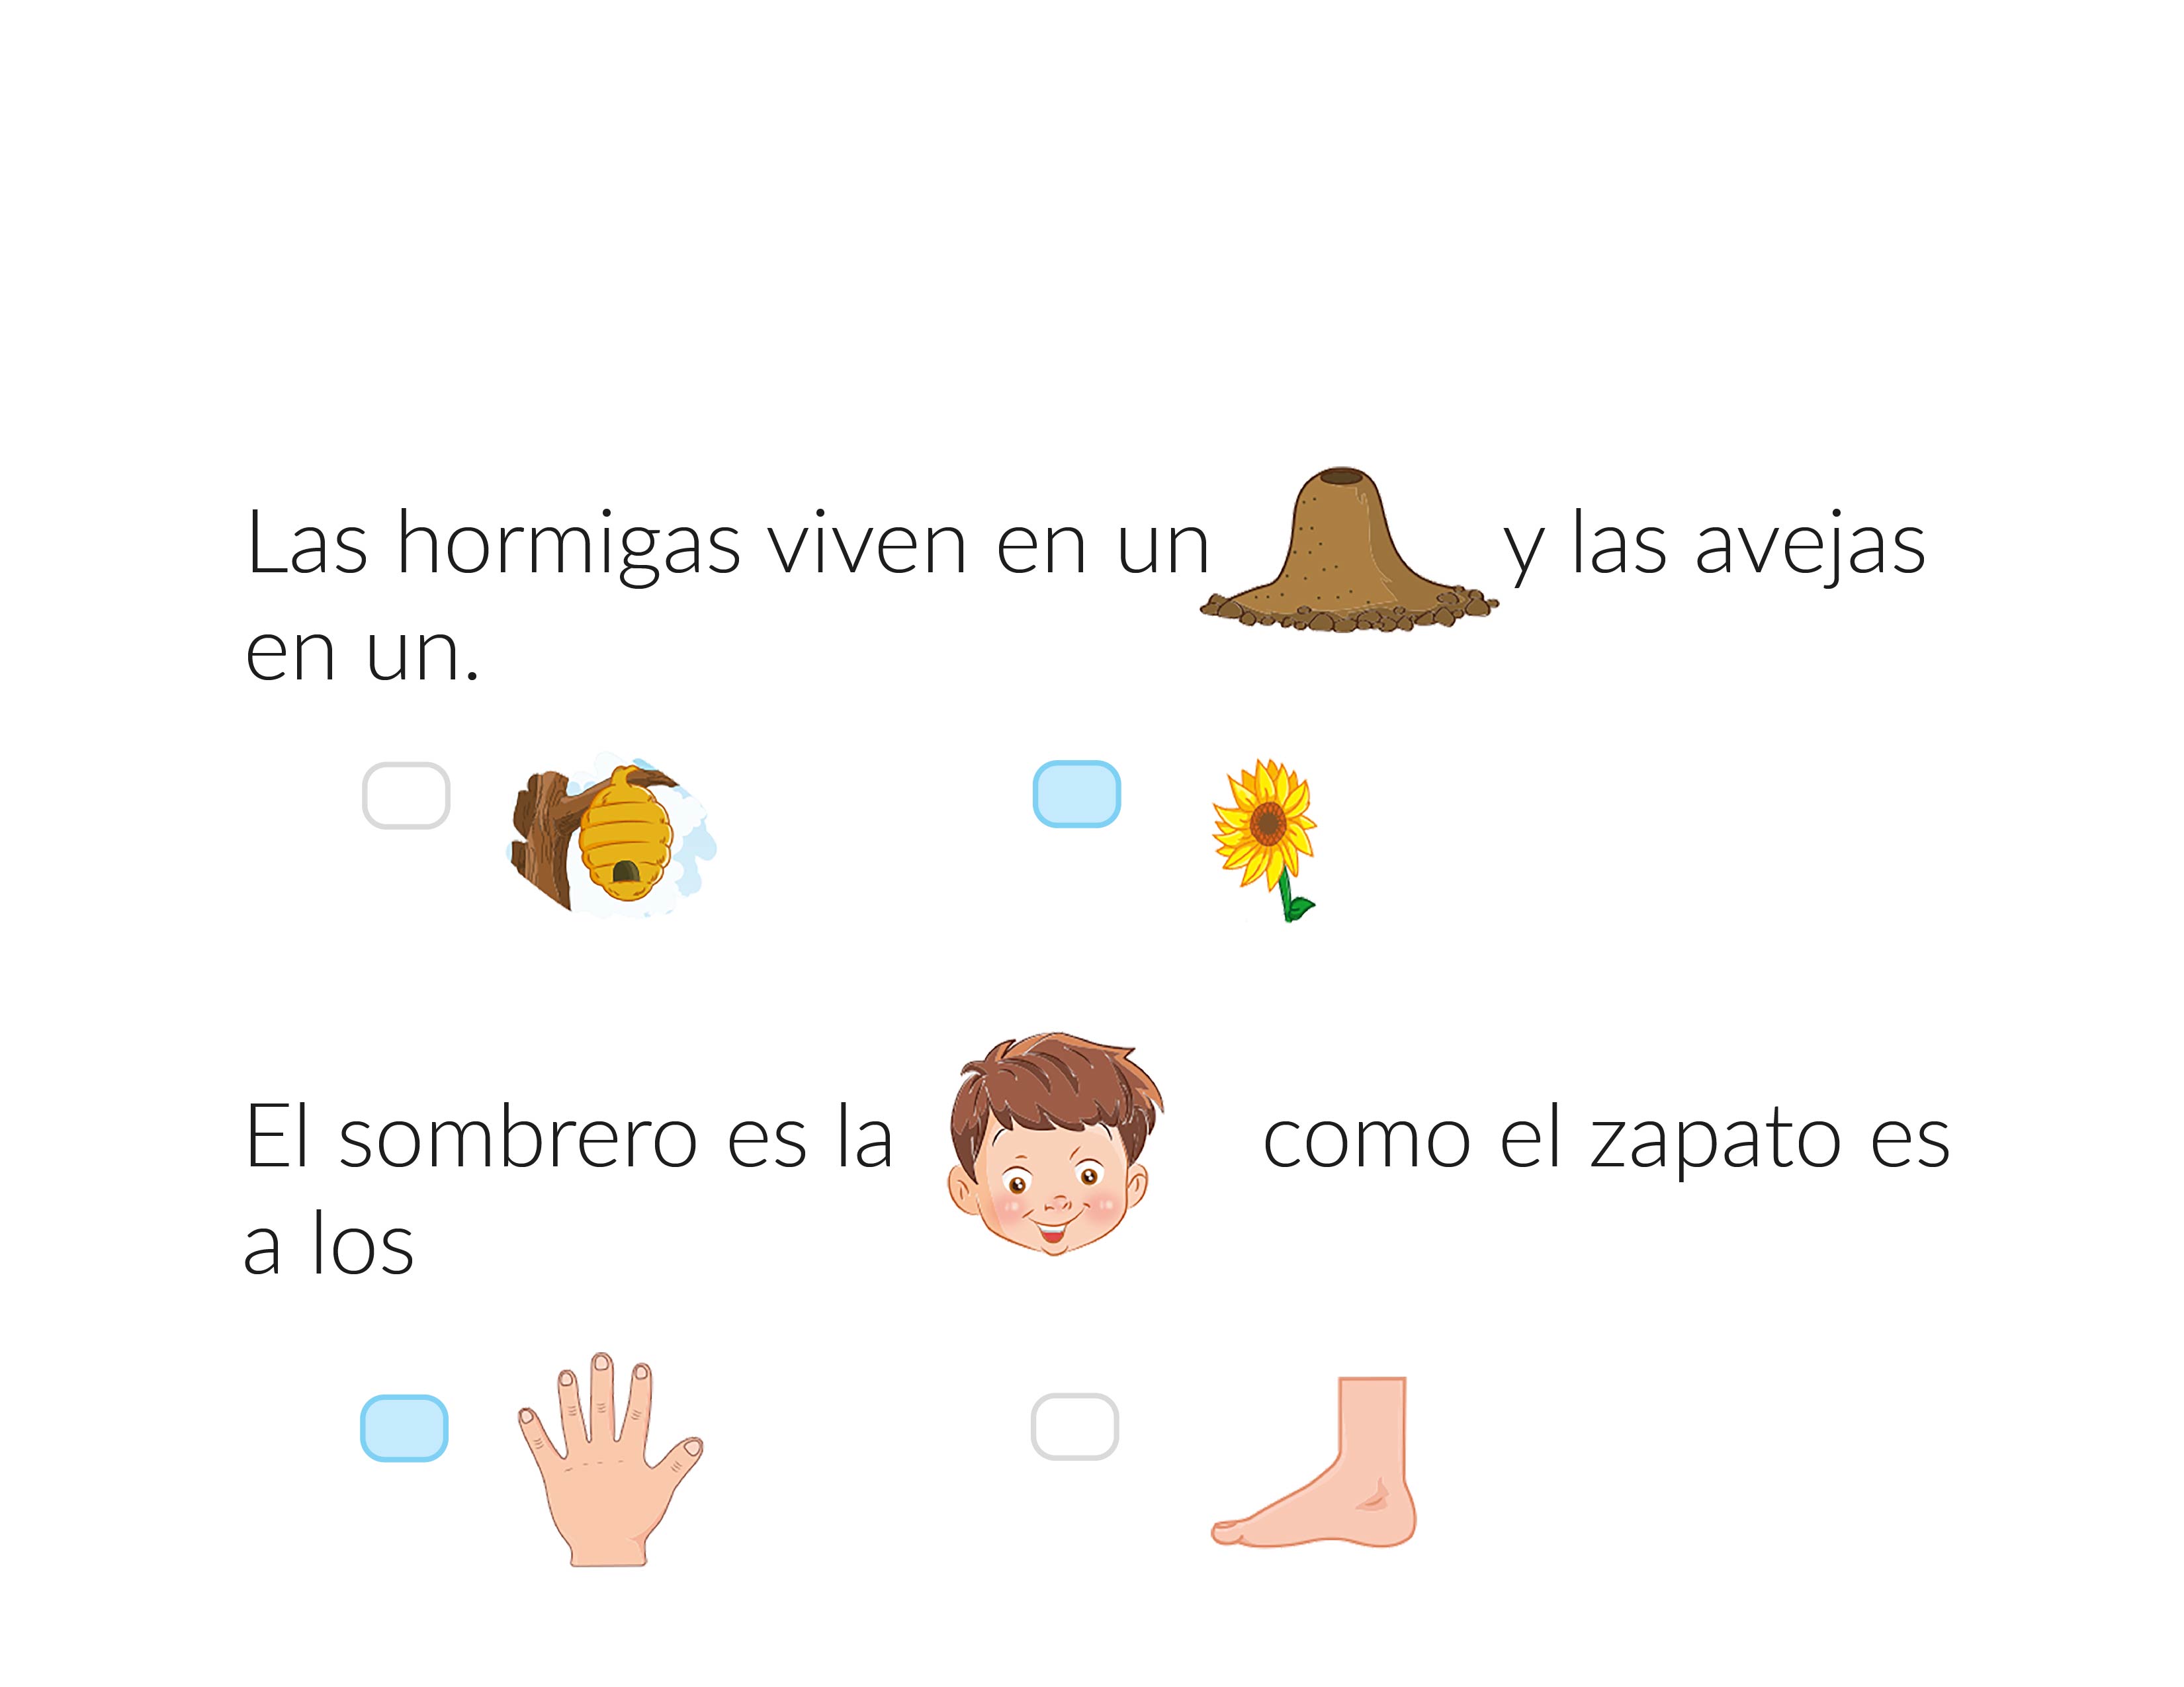 Las hormigas viven en un y las avejas
en un.
El sombrero es la como el zapato es
a los